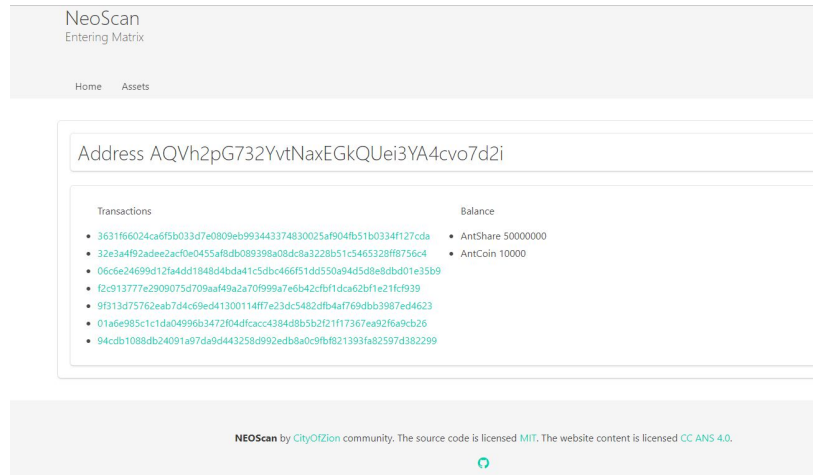 NeoScan
Entering Matrix
Home Assets
Address AQVh2pG732YvtNaxEGkQUei3YA4cvo7d2i
Transactions
3631f66024ca6f5b033d7e0809eb993443374830025af904fb51b0334f127cda
32e3a4f92adee2acf0e0455af8db089398a08dc8a3228b51c5465328ff8756c4
06c6e24699d12fa4dd1848d4bda41c5dbc466f51dd550a94d5d8e8dbd01e35b9
f2c913777e2909075d709aaf49a2a70f999a7e6b42cfbf1dca62bf1e21fcf939
9f313d75762eab7d4c69ed41300114ff7e23dc5482dfb4af769dbb3987ed4623
01a6e985c1c1da04996b3472f04dfcacc4384d8b5b2f21f17367ea92f6a9cb26
94cdb1088db24091a97da9d443258d992edb8a0c9fbf821393fa82597d382299
Balance
AntShare 50000000
AntCoin 10000
NEOScan by CityOfZion community. The source code is licensed MIT. The website content is licensed CC ANS 4.0.